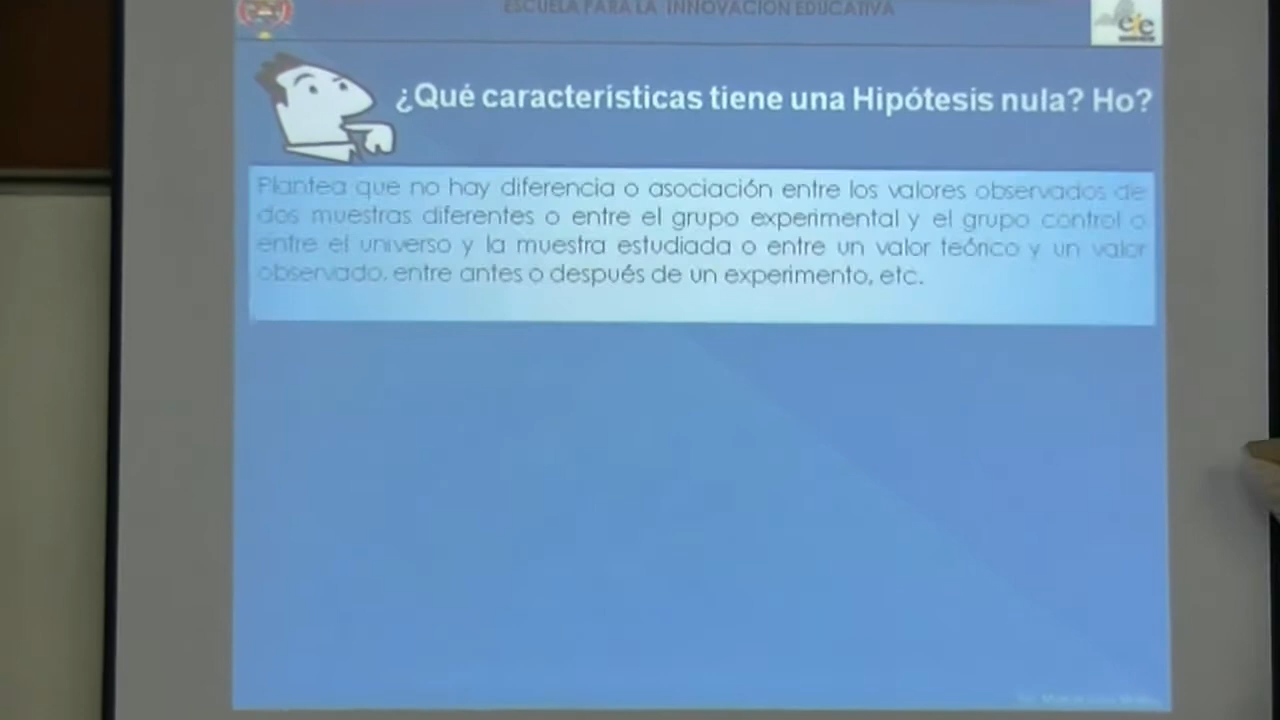 ESCUELA PARA LA INNOVACIÓN EDUCATIVA
¿Qué características tiene una Hipótesis nula? Ho?
Plantea que no hay diferencia o asociación entre los valores observados de
dos muestras diferentes o entre el grupo experimental y el grupo control o
entre el universo y la muestra estudiada o entre un valor teórico y un valor
observado, entre antes o después de un experimento, etc.